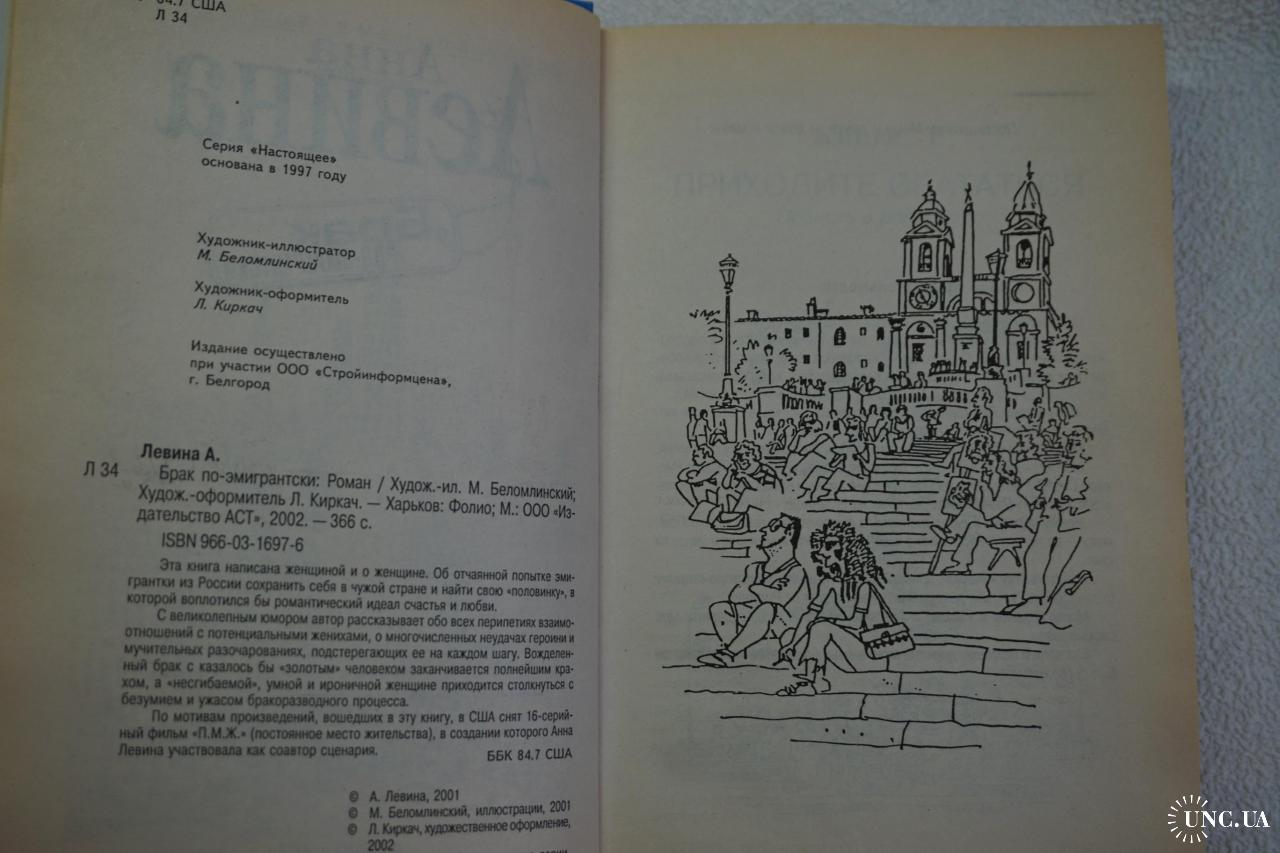 84.7 США
Л 34
Серия «Настоящее»
основана в 1997 году
Художник-иллюстратор
М. Беломлинский
Художник-оформитель
Л. Киркач
Издание осуществлено
при участии ООО «Стройинформцена»,
г. Белгород
Левина А.
Л 34 Брак по-эмигрантски: Роман / Худож.-ил. М. Беломлинский;
Худож.-оформитель Л. Киркач. — Харьков: Фолио; М.: ООО «Из-
дательство АСТ», 2002. — 366 с.
ISBN 966-03-1697-6
Эта книга написана женщиной и о женщине. Об отчаянной попытке эми-
грантки из России сохранить себя в чужой стране и найти свою «половинку», в
которой воплотился бы романтический идеал счастья и любви.
С великолепным юмором автор рассказывает обо всех перипетиях взаимо-
отношений с потенциальными женихами, о многочисленных неудачах героини и
мучительных разочарованиях, подстерегающих ее на каждом шагу. Вожделен-
ный брак с казалось бы «золотым» человеком заканчивается полнейшим кра-
хом, а «несгибаемой», умной и ироничной женщине приходится столкнуться с
безумием и ужасом бракоразводного процесса.
По мотивам произведений, вошедших в эту книгу, в США снят 16-серий-
ный фильм «П.М.Ж.» (постоянное место жительства), в создании которого Анна
Левина участвовала как соавтор сценария.
ББК 84.7 США
© А. Левина, 2001
© М. Беломлинский, иллюстрации, 2001
© Л. Киркач, художественное оформление,
2002
UNC.UA